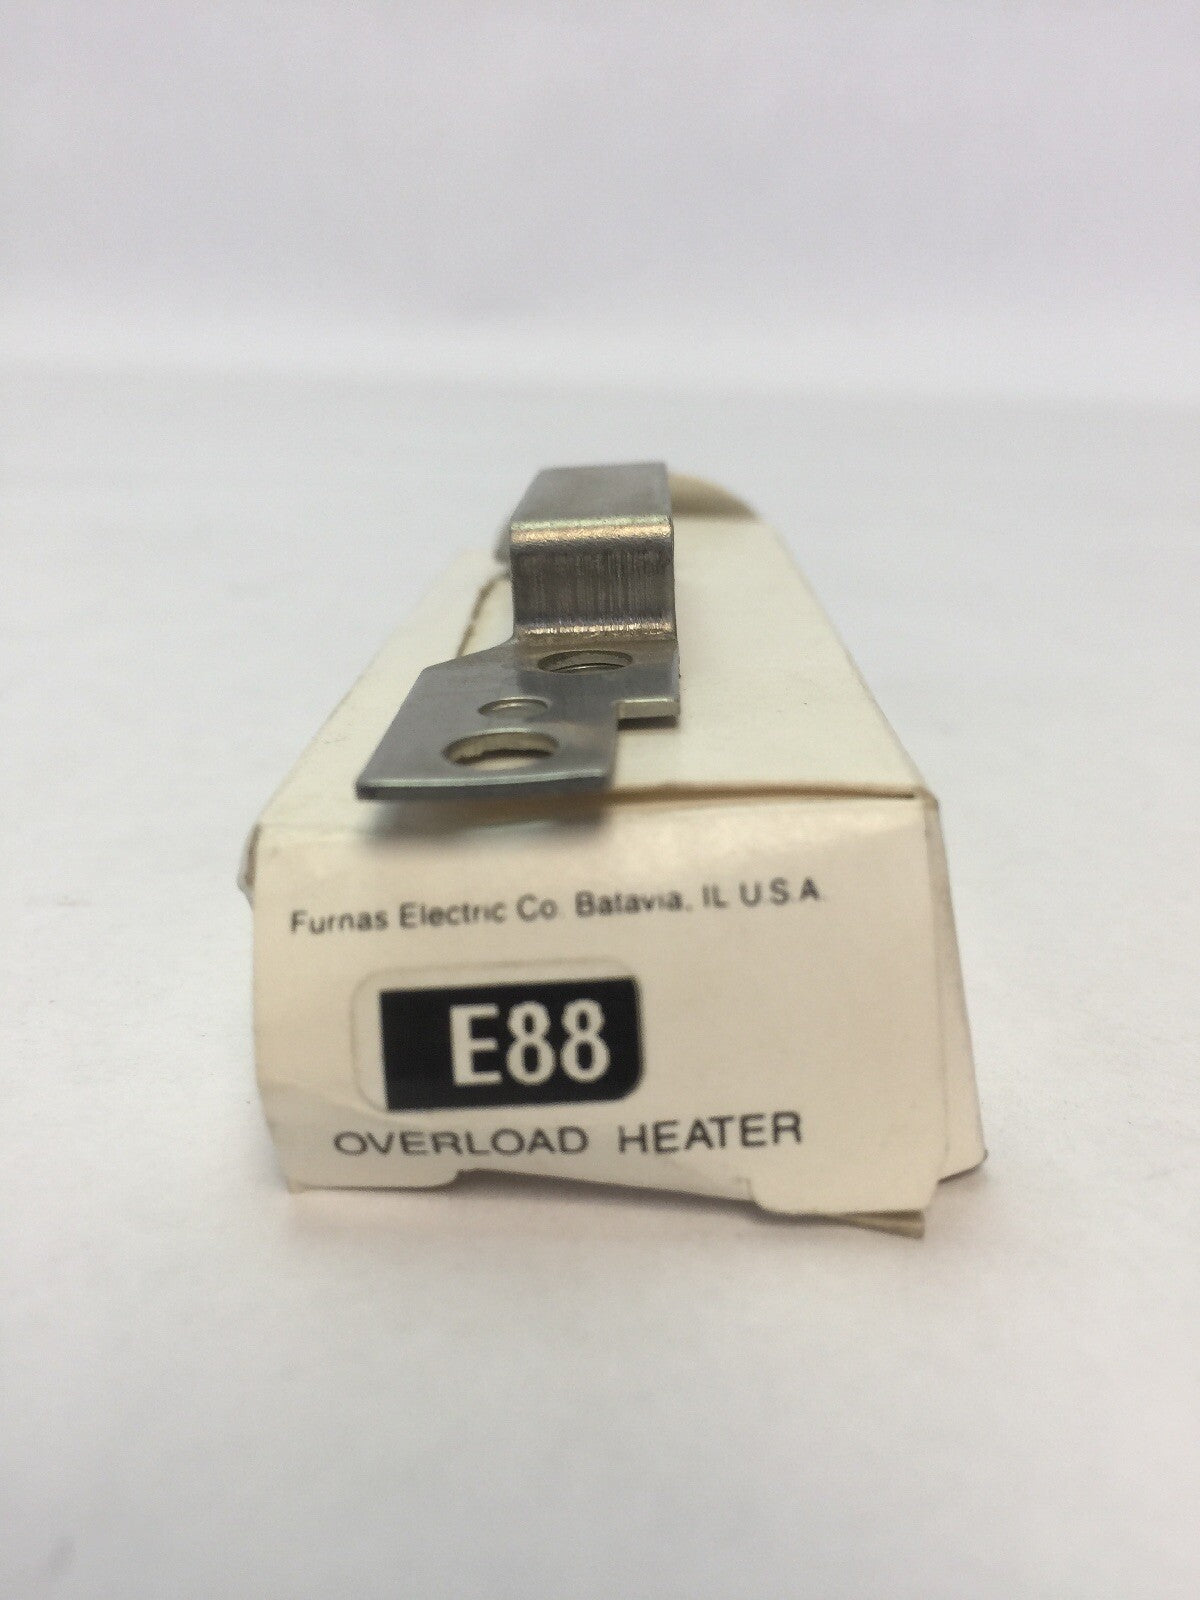 Furnas Electric Co. Batavia, IL U.S.A.
E88
OVERLOAD HEATER